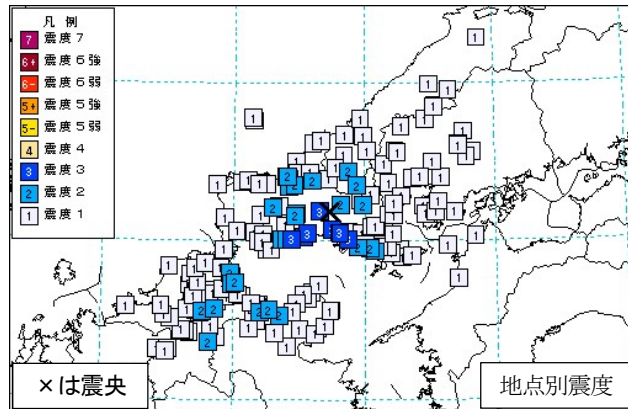 凡 例
7 震度７
6+ 震度６強
6- 震度６弱
5+ 震度５強
5- 震度５弱
4 震度４
3 震度３
2 震度２
1 震度１
×は震央
地点別震度